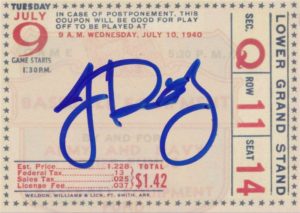 TUESDAY
JULY
9
GAME STARTS
1:30 P.M.
IN CASE OF POSTPONEMENT, THIS
COUPON WILL BE GOOD FOR PLAY
OFF TO BE PLAYED AT
9 A.M. WEDNESDAY, JULY 10, 1940
SEC. Q
ROW 11
SEAT 14
LOWER GRAND STAND
Est. Price 1.228 TOTAL
Federal Tax .13
Sales Tax .025
License Fee .037 $1.42
WELDON, WILLIAMS & LICK, FT. SMITH, ARK.